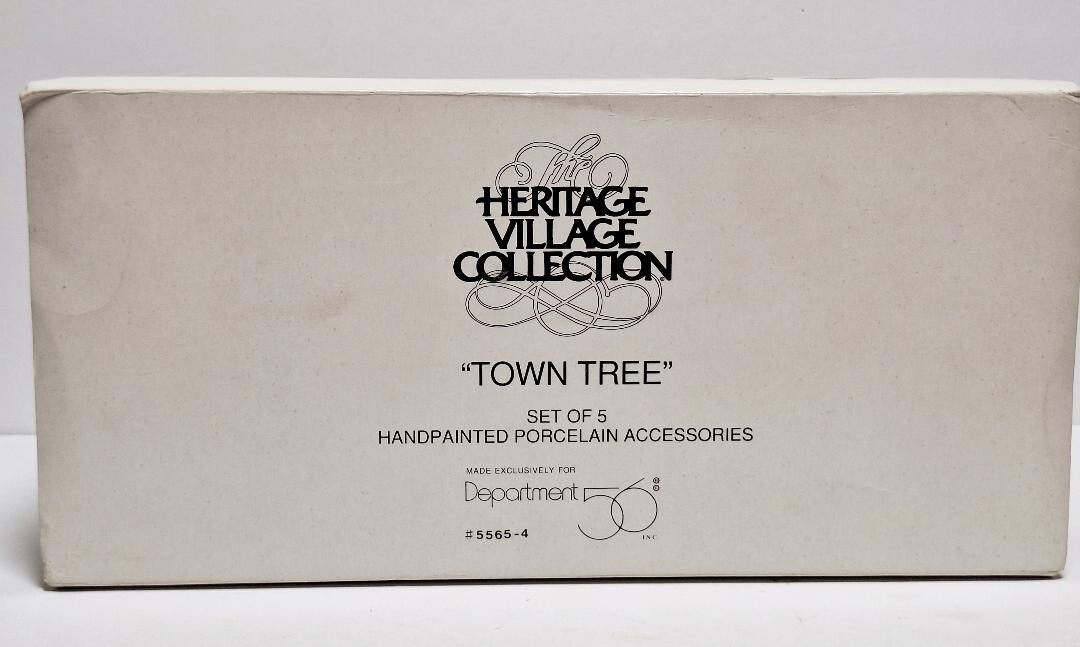 The
HERITAGE
VILLAGE
COLLECTION
“TOWN TREE”
SET OF 5
HANDPAINTED PORCELAIN ACCESSORIES
MADE EXCLUSIVELY FOR
Department 56
INC
#5565-4